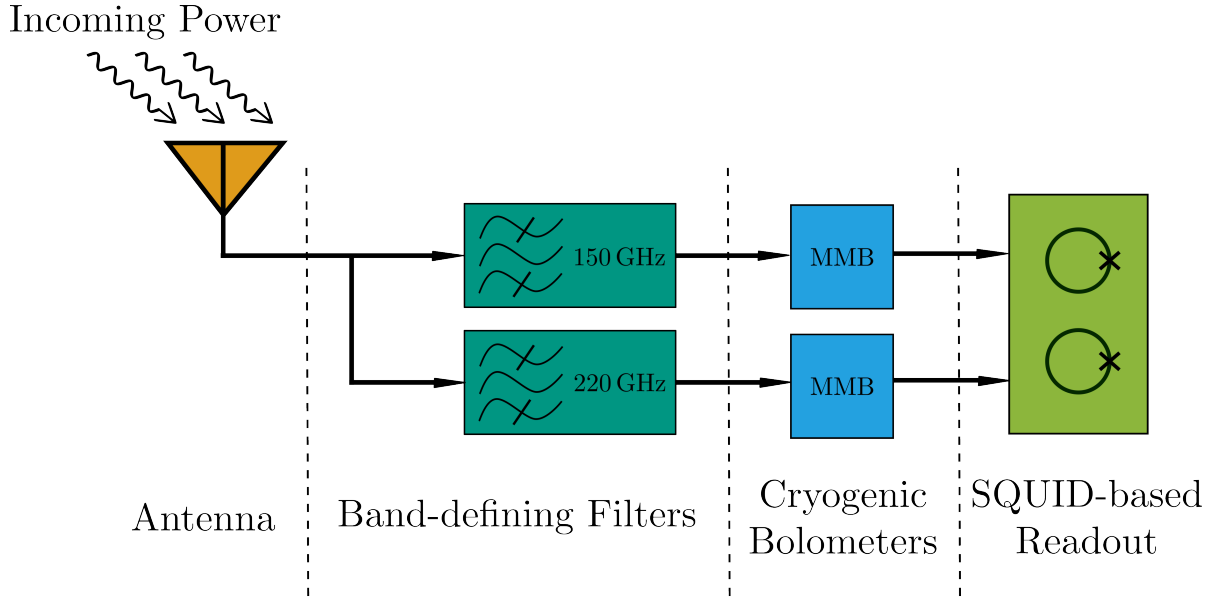 Incoming Power
150 GHz
MMB
220 GHz
MMB
Antenna
Band-defining Filters
Cryogenic
Bolometers
SQUID-based
Readout